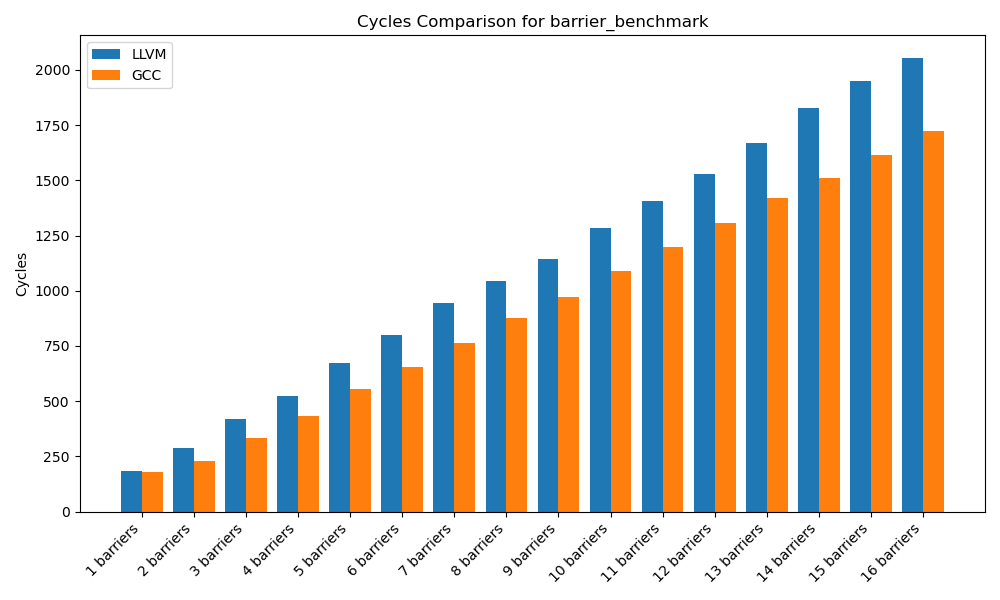 Cycles Comparison for barrier_benchmark
LLVM
GCC
Cycles
2000
1750
1500
1250
1000
750
500
250
0
1 barriers
2 barriers
3 barriers
4 barriers
5 barriers
6 barriers
7 barriers
8 barriers
9 barriers
10 barriers
11 barriers
12 barriers
13 barriers
14 barriers
15 barriers
16 barriers